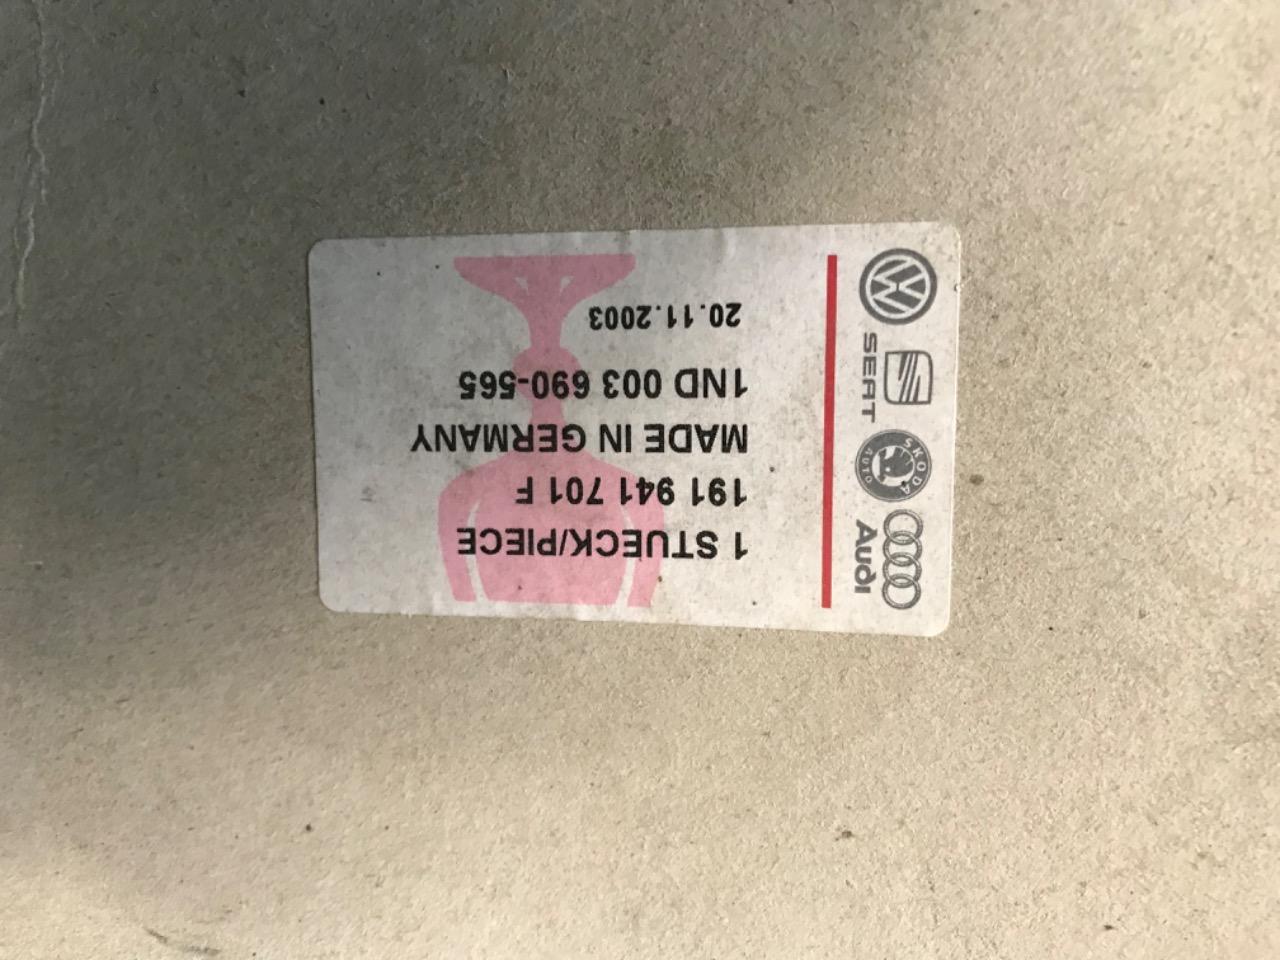 1 STUECK/PIECE
191 941 701 F
MADE IN GERMANY
1ND 003 690-565
20.11.2003
Audi
SKODA
AUTO
SEAT
VW